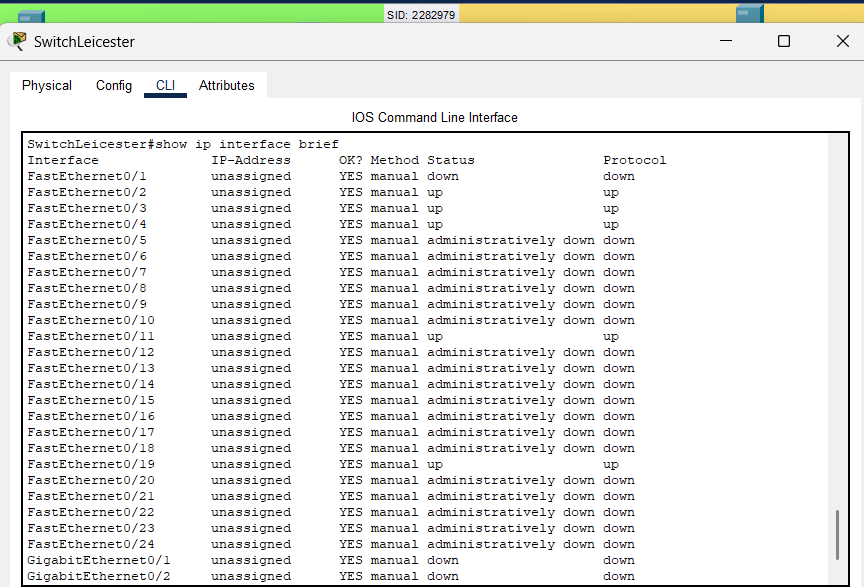 SID: 2282979
SwitchLeicester
Physical Config CLI Attributes
IOS Command Line Interface
SwitchLeicester#show ip interface brief
Interface IP-Address OK? Method Status Protocol
FastEthernet0/1 unassigned YES manual down down
FastEthernet0/2 unassigned YES manual up up
FastEthernet0/3 unassigned YES manual up up
FastEthernet0/4 unassigned YES manual up up
FastEthernet0/5 unassigned YES manual administratively down down
FastEthernet0/6 unassigned YES manual administratively down down
FastEthernet0/7 unassigned YES manual administratively down down
FastEthernet0/8 unassigned YES manual administratively down down
FastEthernet0/9 unassigned YES manual administratively down down
FastEthernet0/10 unassigned YES manual administratively down down
FastEthernet0/11 unassigned YES manual up up
FastEthernet0/12 unassigned YES manual administratively down down
FastEthernet0/13 unassigned YES manual administratively down down
FastEthernet0/14 unassigned YES manual administratively down down
FastEthernet0/15 unassigned YES manual administratively down down
FastEthernet0/16 unassigned YES manual administratively down down
FastEthernet0/17 unassigned YES manual administratively down down
FastEthernet0/18 unassigned YES manual administratively down down
FastEthernet0/19 unassigned YES manual up up
FastEthernet0/20 unassigned YES manual administratively down down
FastEthernet0/21 unassigned YES manual administratively down down
FastEthernet0/22 unassigned YES manual administratively down down
FastEthernet0/23 unassigned YES manual administratively down down
FastEthernet0/24 unassigned YES manual administratively down down
GigabitEthernet0/1 unassigned YES manual down down
GigabitEthernet0/2 unassigned YES manual down down